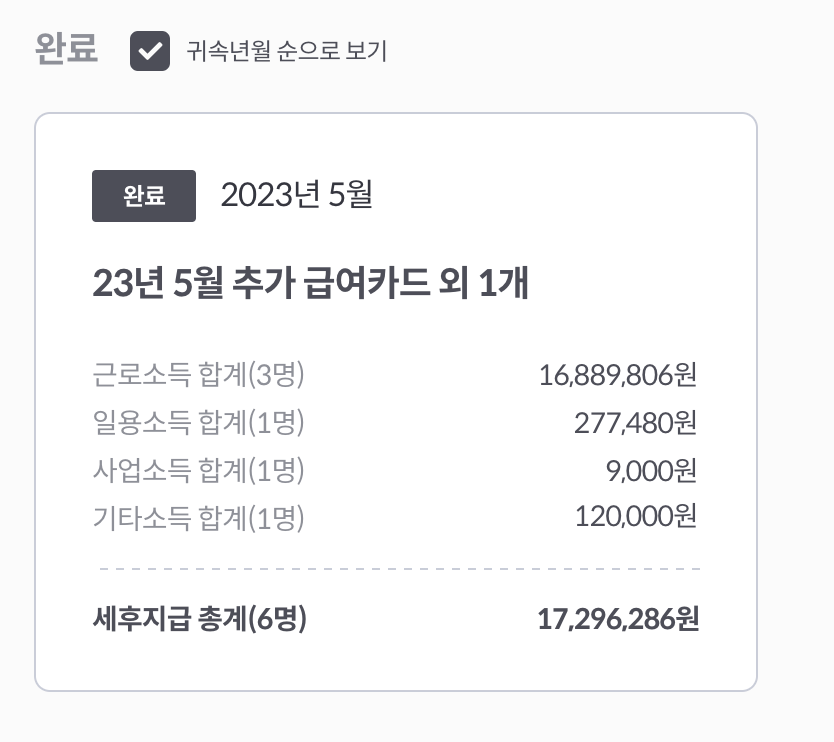 완료 귀속년월 순으로 보기
완료 2023년 5월
23년 5월 추가 급여카드 외 1개
근로소득 합계(3명) 16,889,806원
일용소득 합계(1명) 277,480원
사업소득 합계(1명) 9,000원
기타소득 합계(1명) 120,000원
세후지급 총계(6명) 17,296,286원